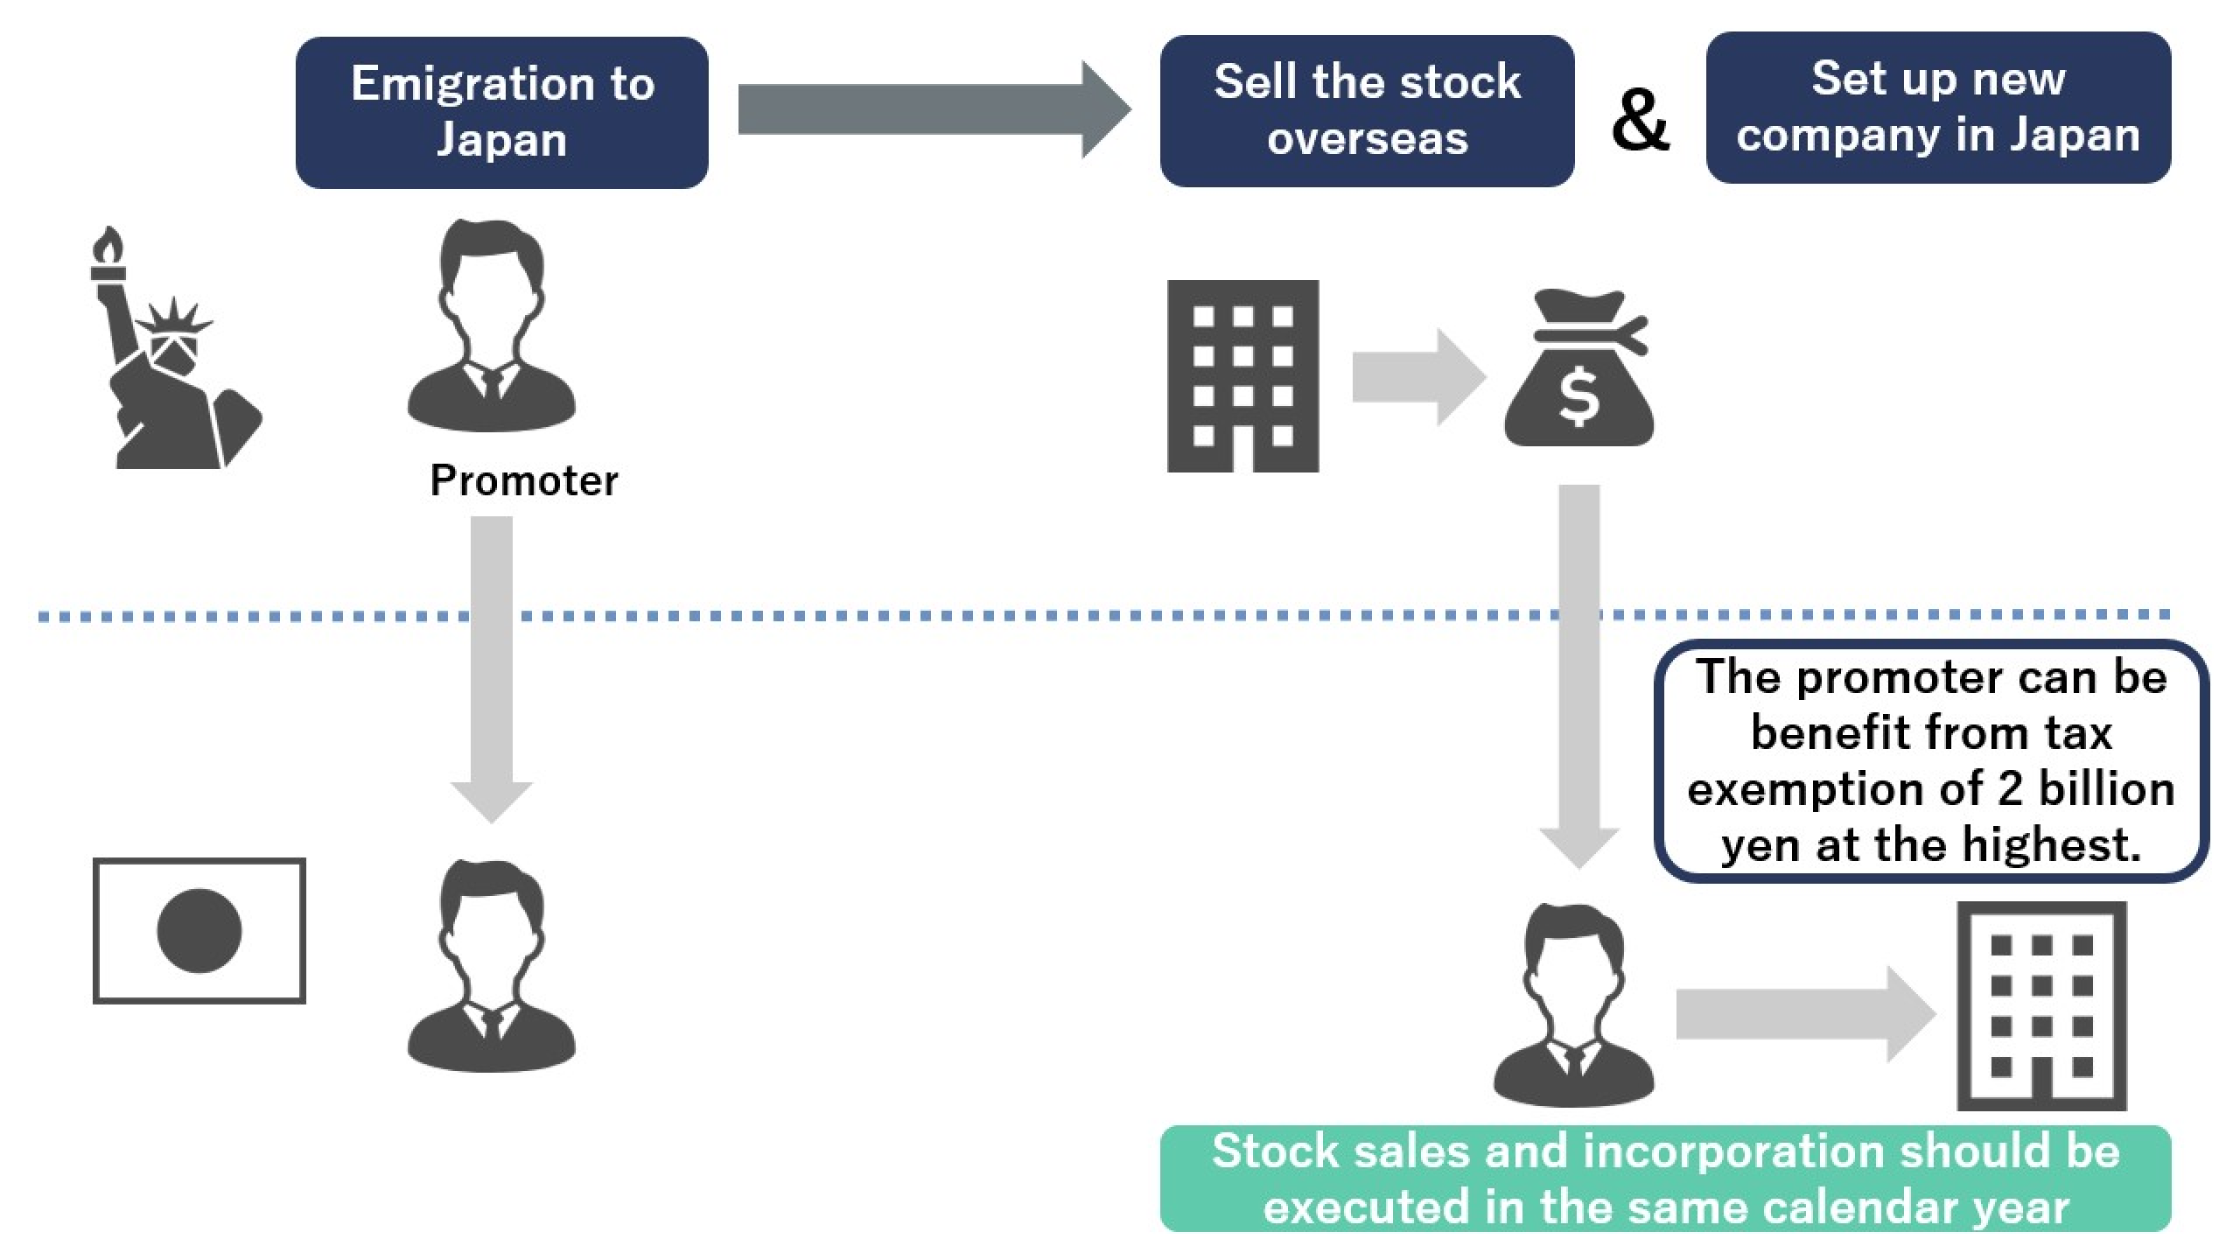 Emigration to
Japan
Sell the stock
overseas
&
Set up new
company in Japan
Promoter
$
The promoter can be
benefit from tax
exemption of 2 billion
yen at the highest.
Stock sales and incorporation should be
executed in the same calendar year